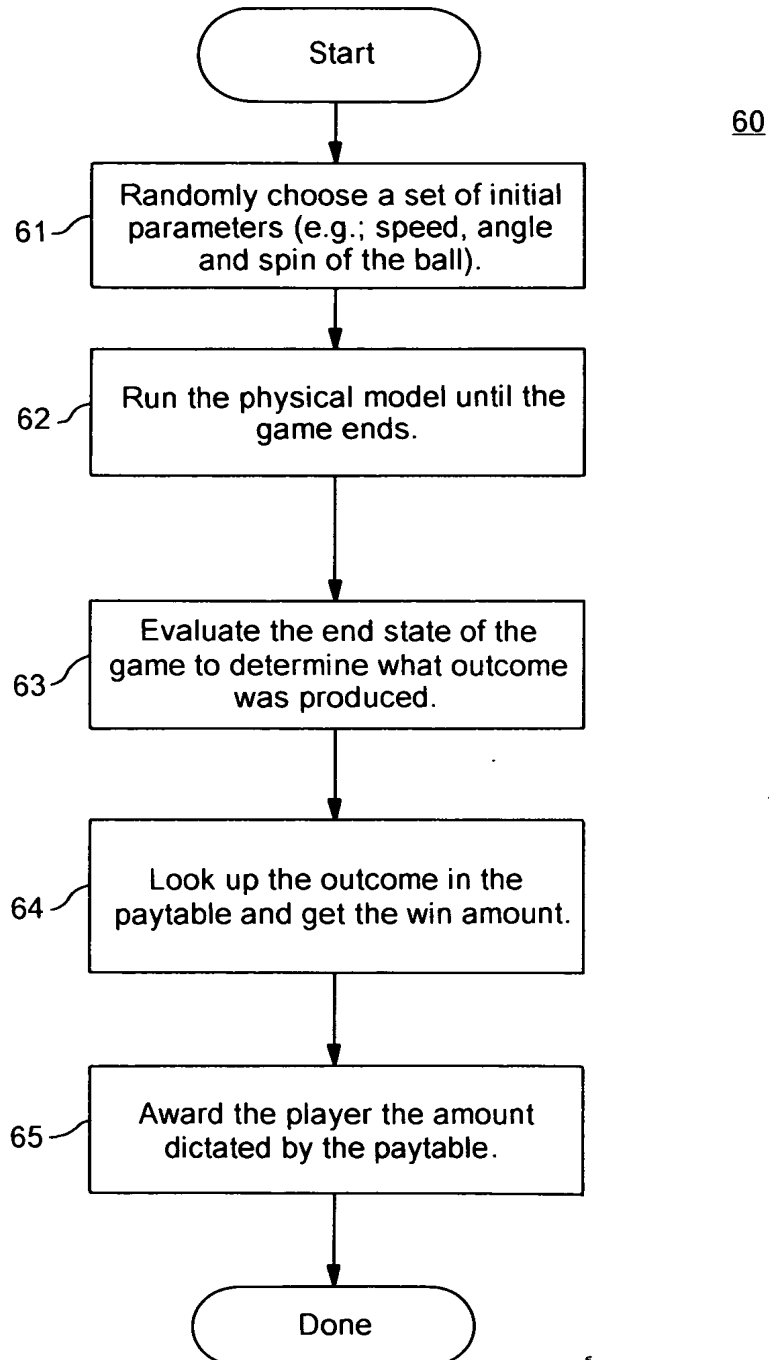 Start
60
61
Randomly choose a set of initial
parameters (e.g.; speed, angle
and spin of the ball).
62
Run the physical model until the
game ends.
63
Evaluate the end state of the
game to determine what outcome
was produced.
64
Look up the outcome in the
paytable and get the win amount.
65
Award the player the amount
dictated by the paytable.
Done